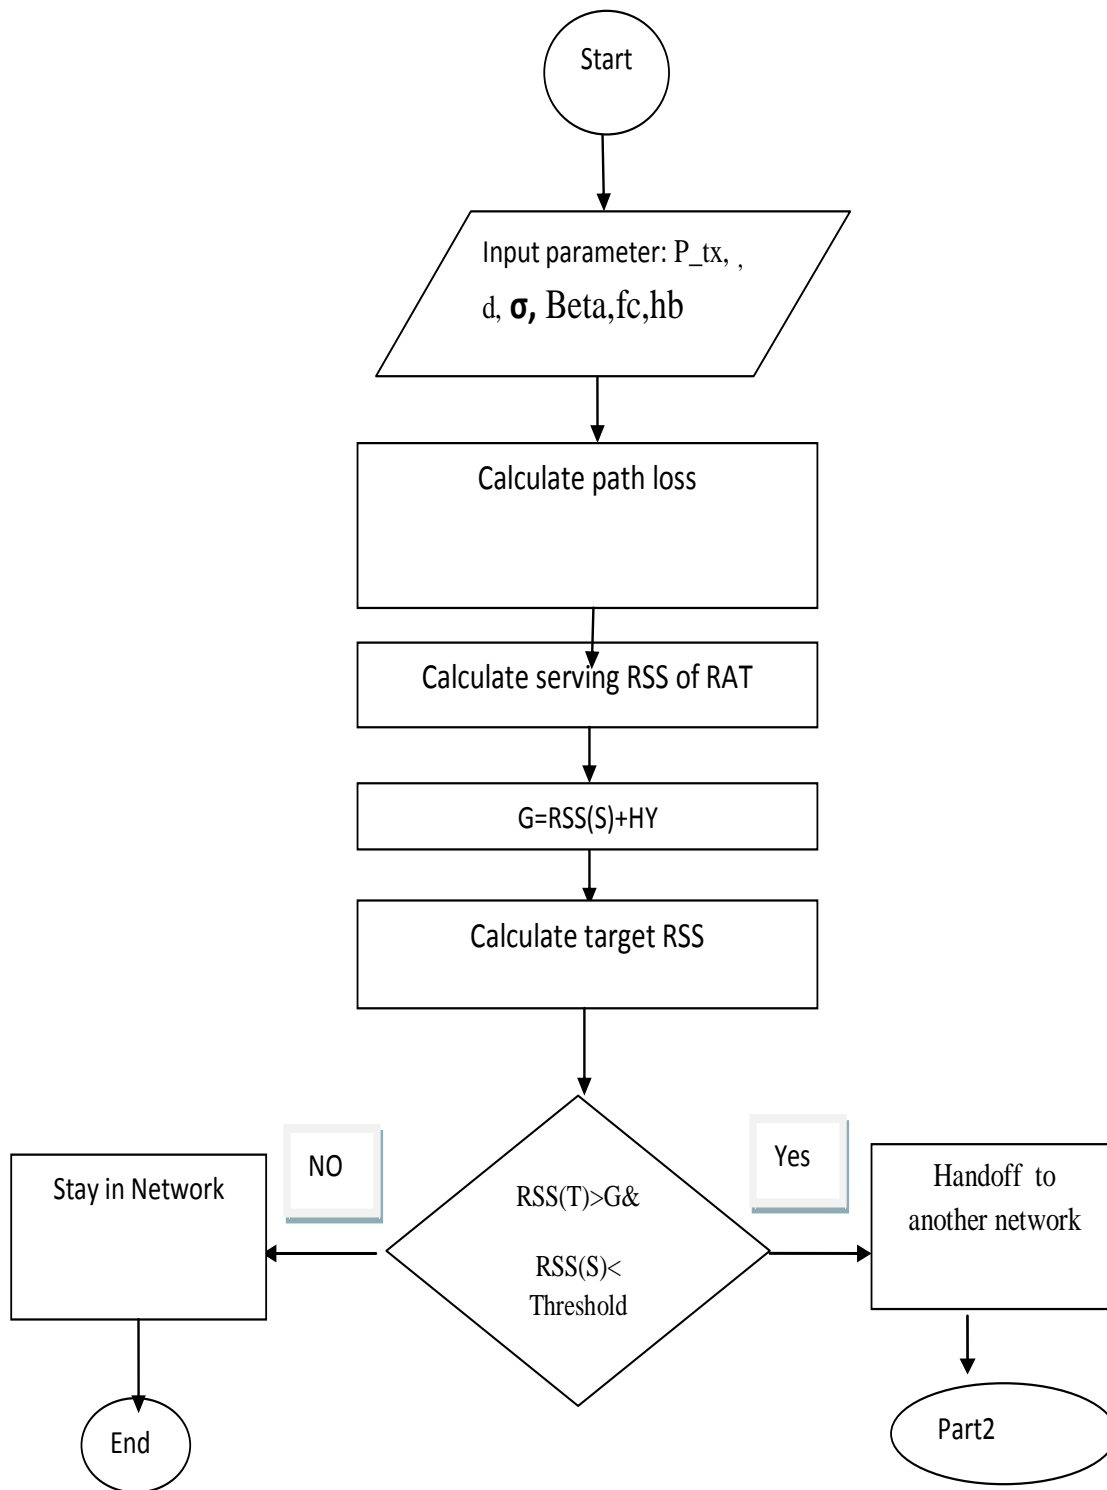 Start
Input parameter: P_tx, ,
d, σ, Beta,fc,hb
Calculate path loss
Calculate serving RSS of RAT
G=RSS(S)+HY
Calculate target RSS
NO
Yes
Stay in Network
RSS(T)>G&
RSS(S)<
Threshold
Handoff to
another network
End
Part2